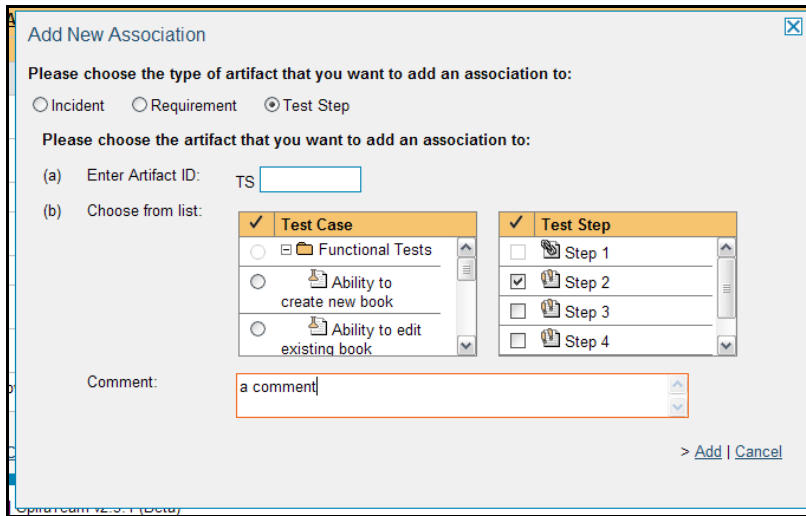 Add New Association
Please choose the type of artifact that you want to add an association to:
Incident Requirement Test Step
Please choose the artifact that you want to add an association to:
(a) Enter Artifact ID: TS
(b) Choose from list:
Test Case
Functional Tests
Ability to
create new book
Ability to edit
existing book
Test Step
Step 1
Step 2
Step 3
Step 4
Comment: a comment
> Add | Cancel